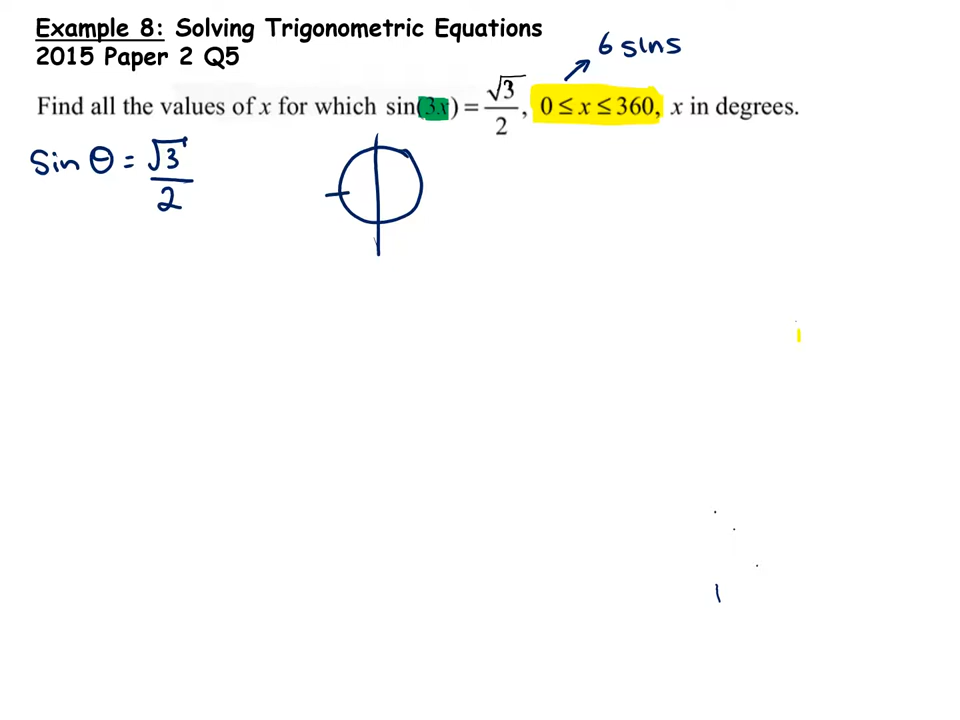 Example 8: Solving Trigonometric Equations
2015 Paper 2 Q5
6 slns
Find all the values of x for which sin(3x) = √3/2, 0 ≤ x ≤ 360, x in degrees.
Sin θ = √3/2